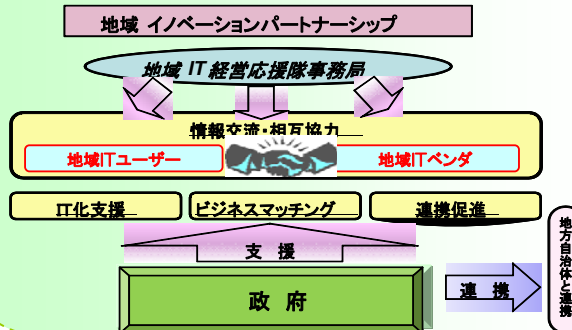 地域 イノベーションパートナーシップ
地域 IT 経営応援隊事務局
情報交流・相互協力
地域ITユーザー
地域ITベンダ
IT化支援
ビジネスマッチング
連携促進
支 援
政 府
連 携
地方自治体と連携